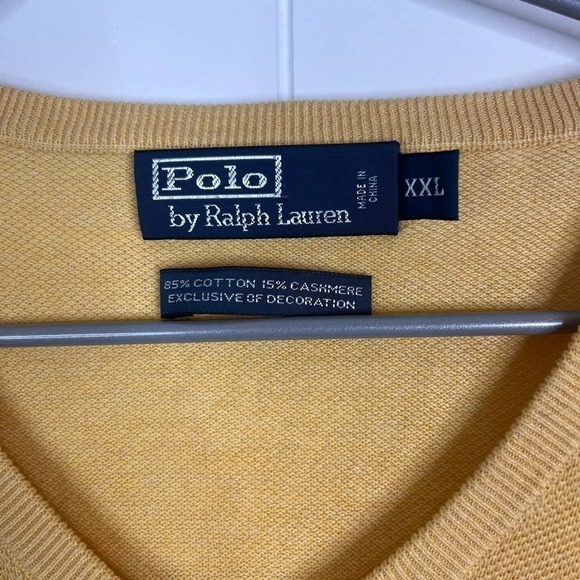 Polo
by Ralph Lauren
MADE IN
CHINA
XXL
85% COTTON 15% CASHMERE
EXCLUSIVE OF DECORATION